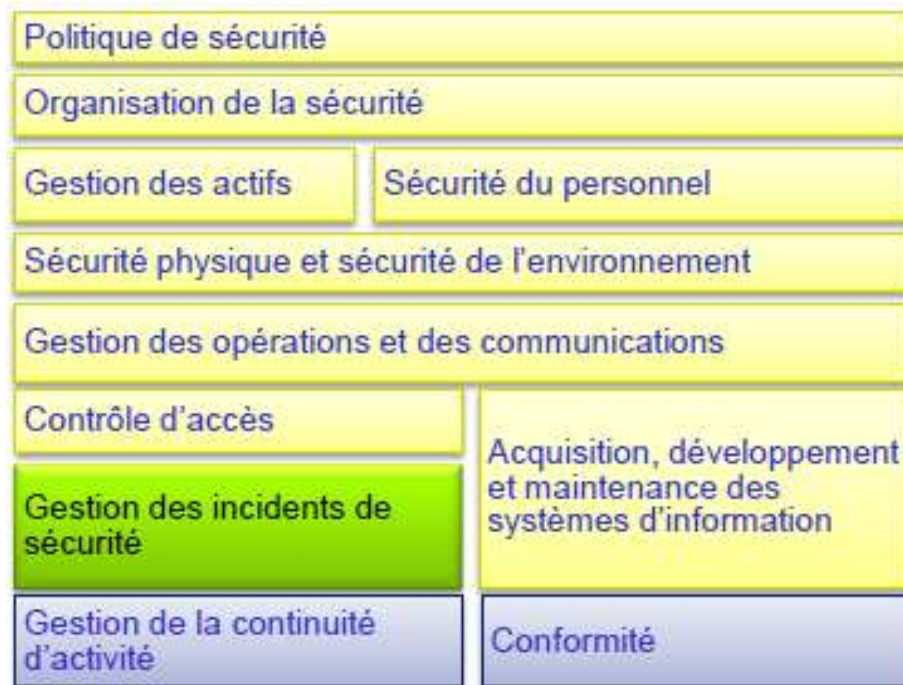 Politique de sécurité
Organisation de la sécurité
Gestion des actifs
Sécurité du personnel
Sécurité physique et sécurité de l'environnement
Gestion des opérations et des communications
Contrôle d'accès
Acquisition, développement
et maintenance des
systèmes d'information
Gestion des incidents de
sécurité
Gestion de la continuité
d'activité
Conformité